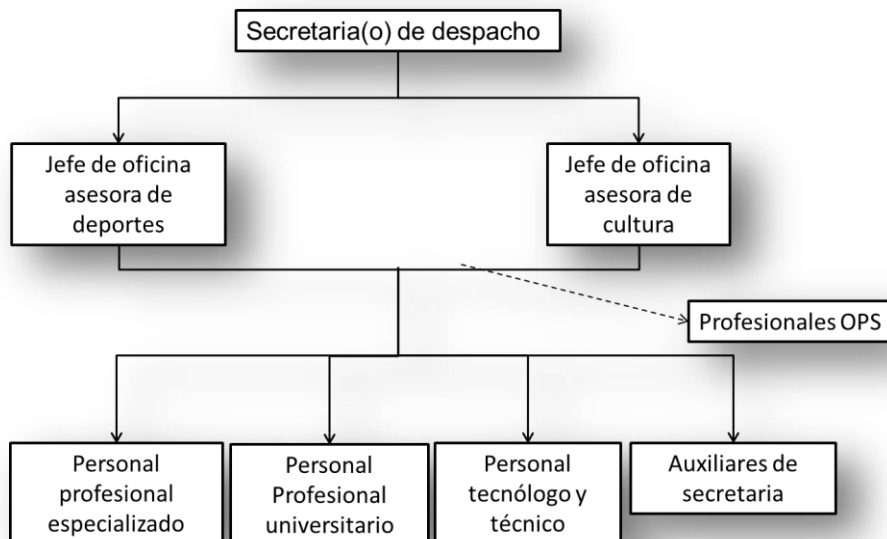 Secretaria(o) de despacho
Jefe de oficina
asesora de
deportes
Jefe de oficina
asesora de
cultura
Profesionales OPS
Personal
profesional
especializado
Personal
Profesional
universitario
Personal
tecnólogo y
técnico
Auxiliares de
secretaria